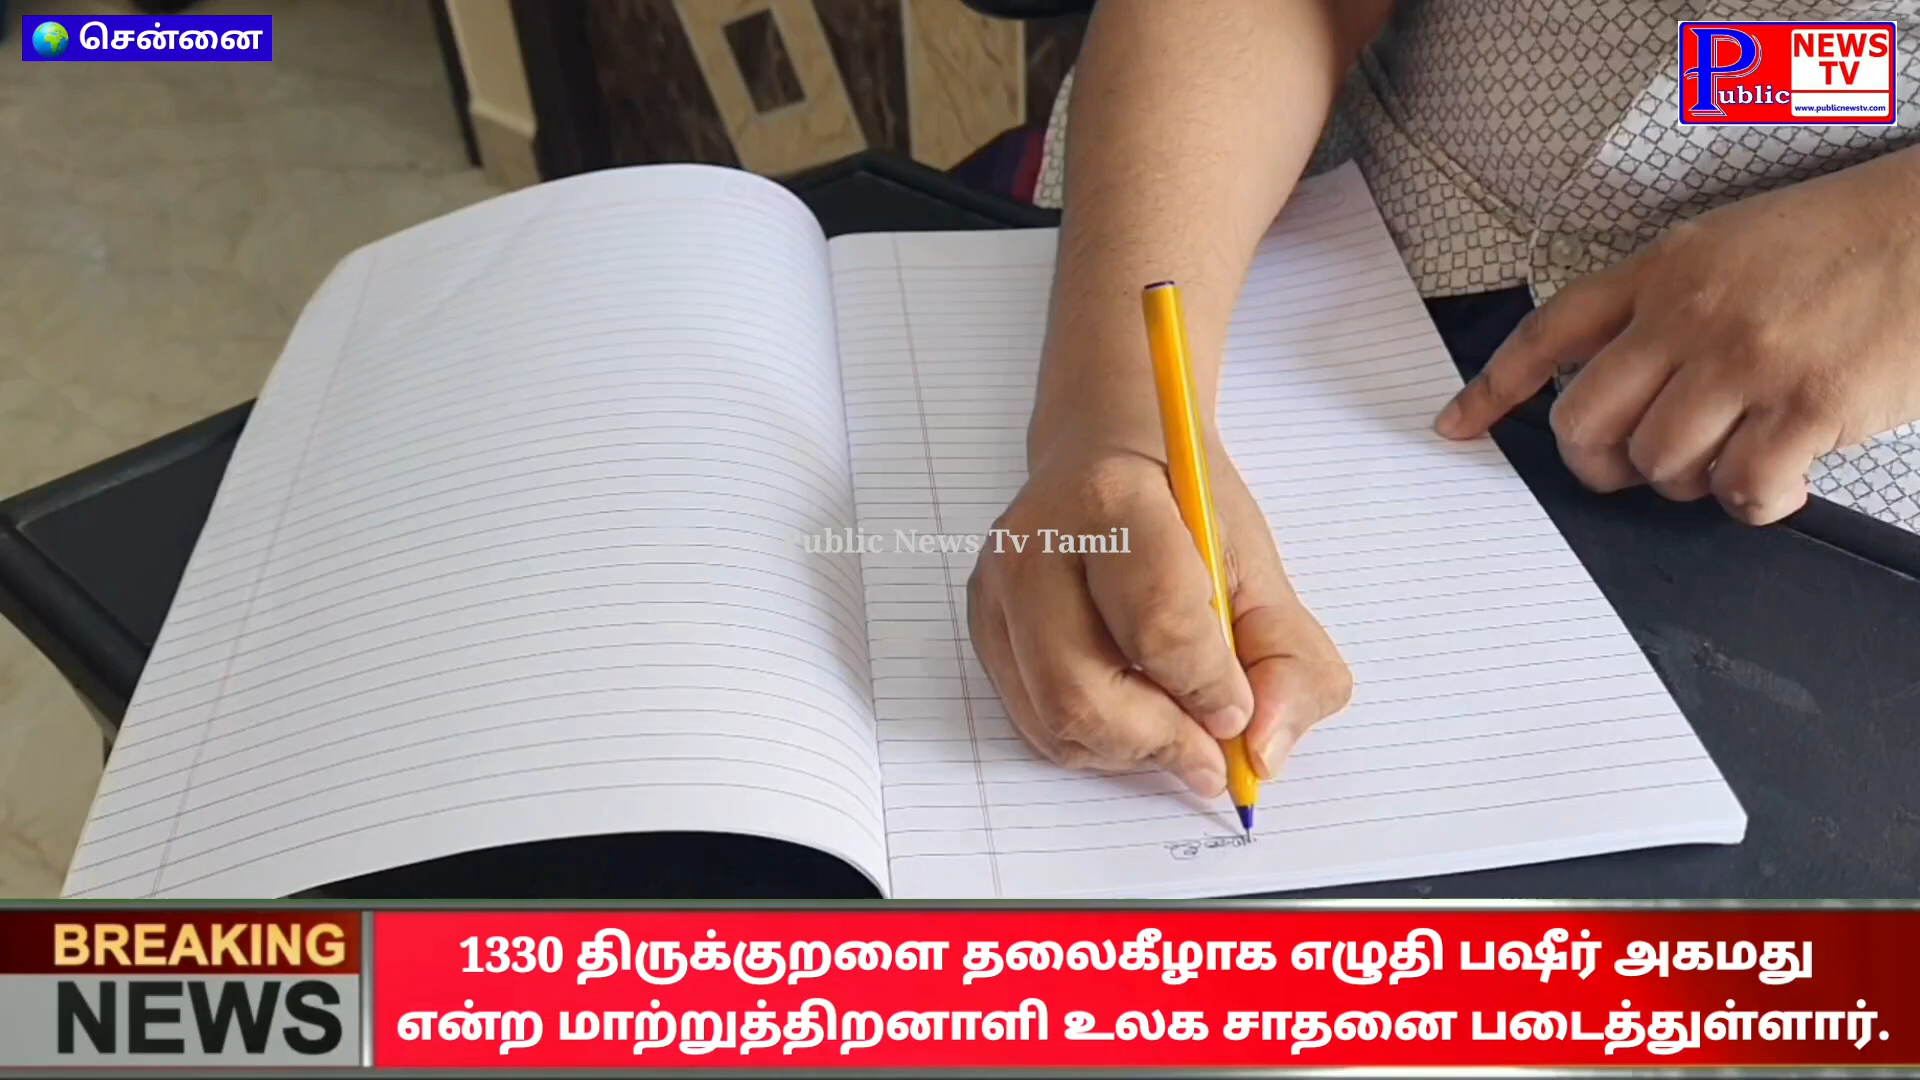 சென்னை
Public
NEWS
TV
www.publicnewstv.com
Public News Tv Tamil
BREAKING
NEWS
1330 திருக்குறளை தலைகீழாக எழுதி பஷீர் அகமது
என்ற மாற்றுத்திறனாளி உலக சாதனை படைத்துள்ளார்.